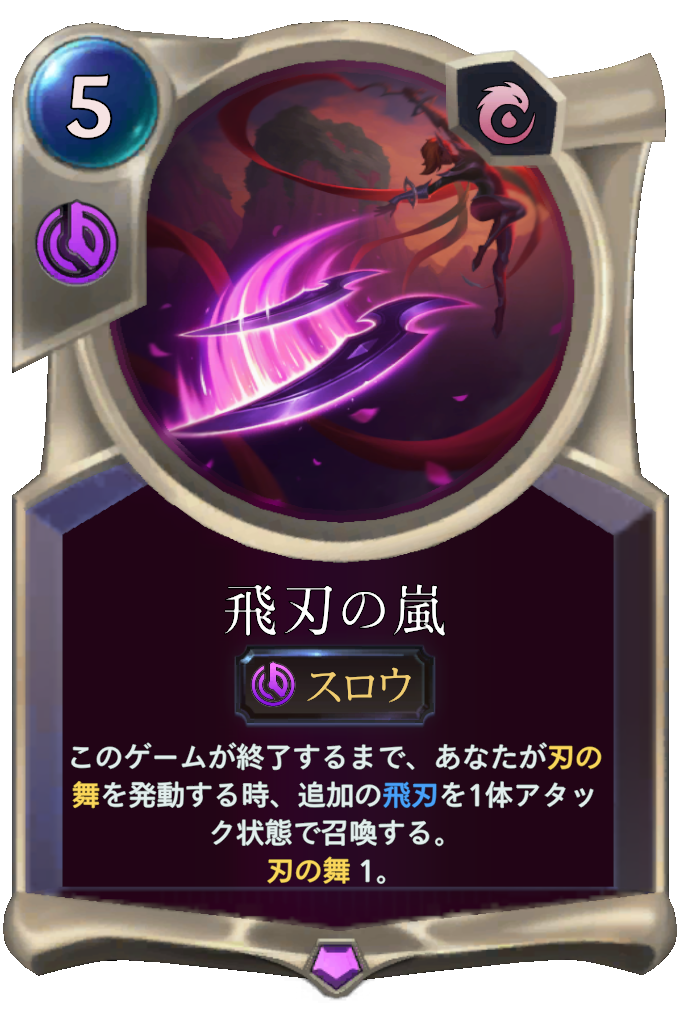 5
飛刃の嵐
スロウ
このゲームが終了するまで、あなたが刃の
舞を発動する時、追加の飛刃を1体アタッ
ク状態で召喚する。
刃の舞 1。